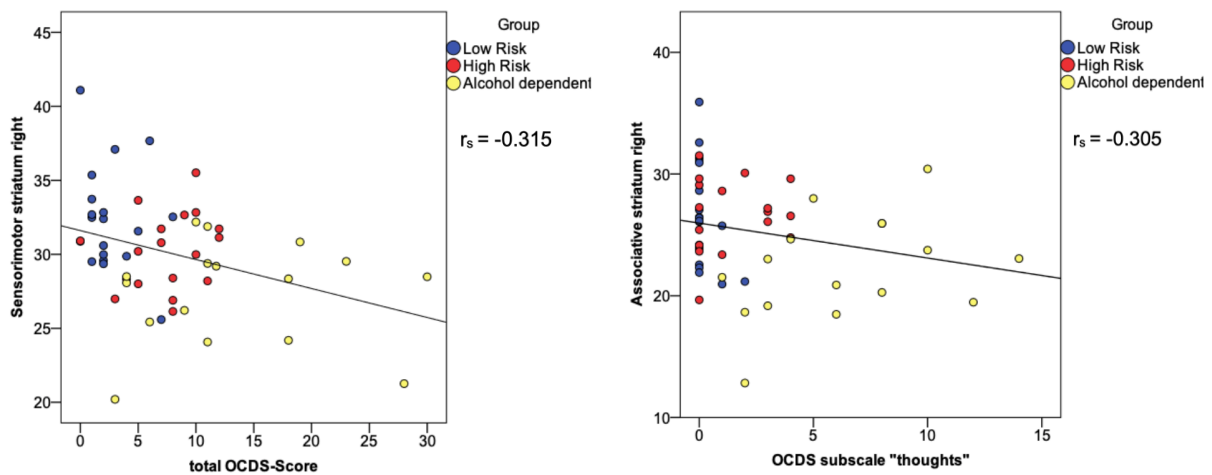 45
40
35
30
25
20
Sensorimotor striatum right
0 5 10 15 20 25 30
total OCDS-Score
Group
Low Risk
High Risk
Alcohol dependent
rs = -0.315
40
30
20
10
Associative striatum right
0 5 10 15
OCDS subscale "thoughts"
Group
Low Risk
High Risk
Alcohol dependent
rs = -0.305